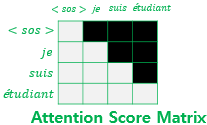 < sos > je suis étudiant
< sos >
je
suis
étudiant
Attention Score Matrix